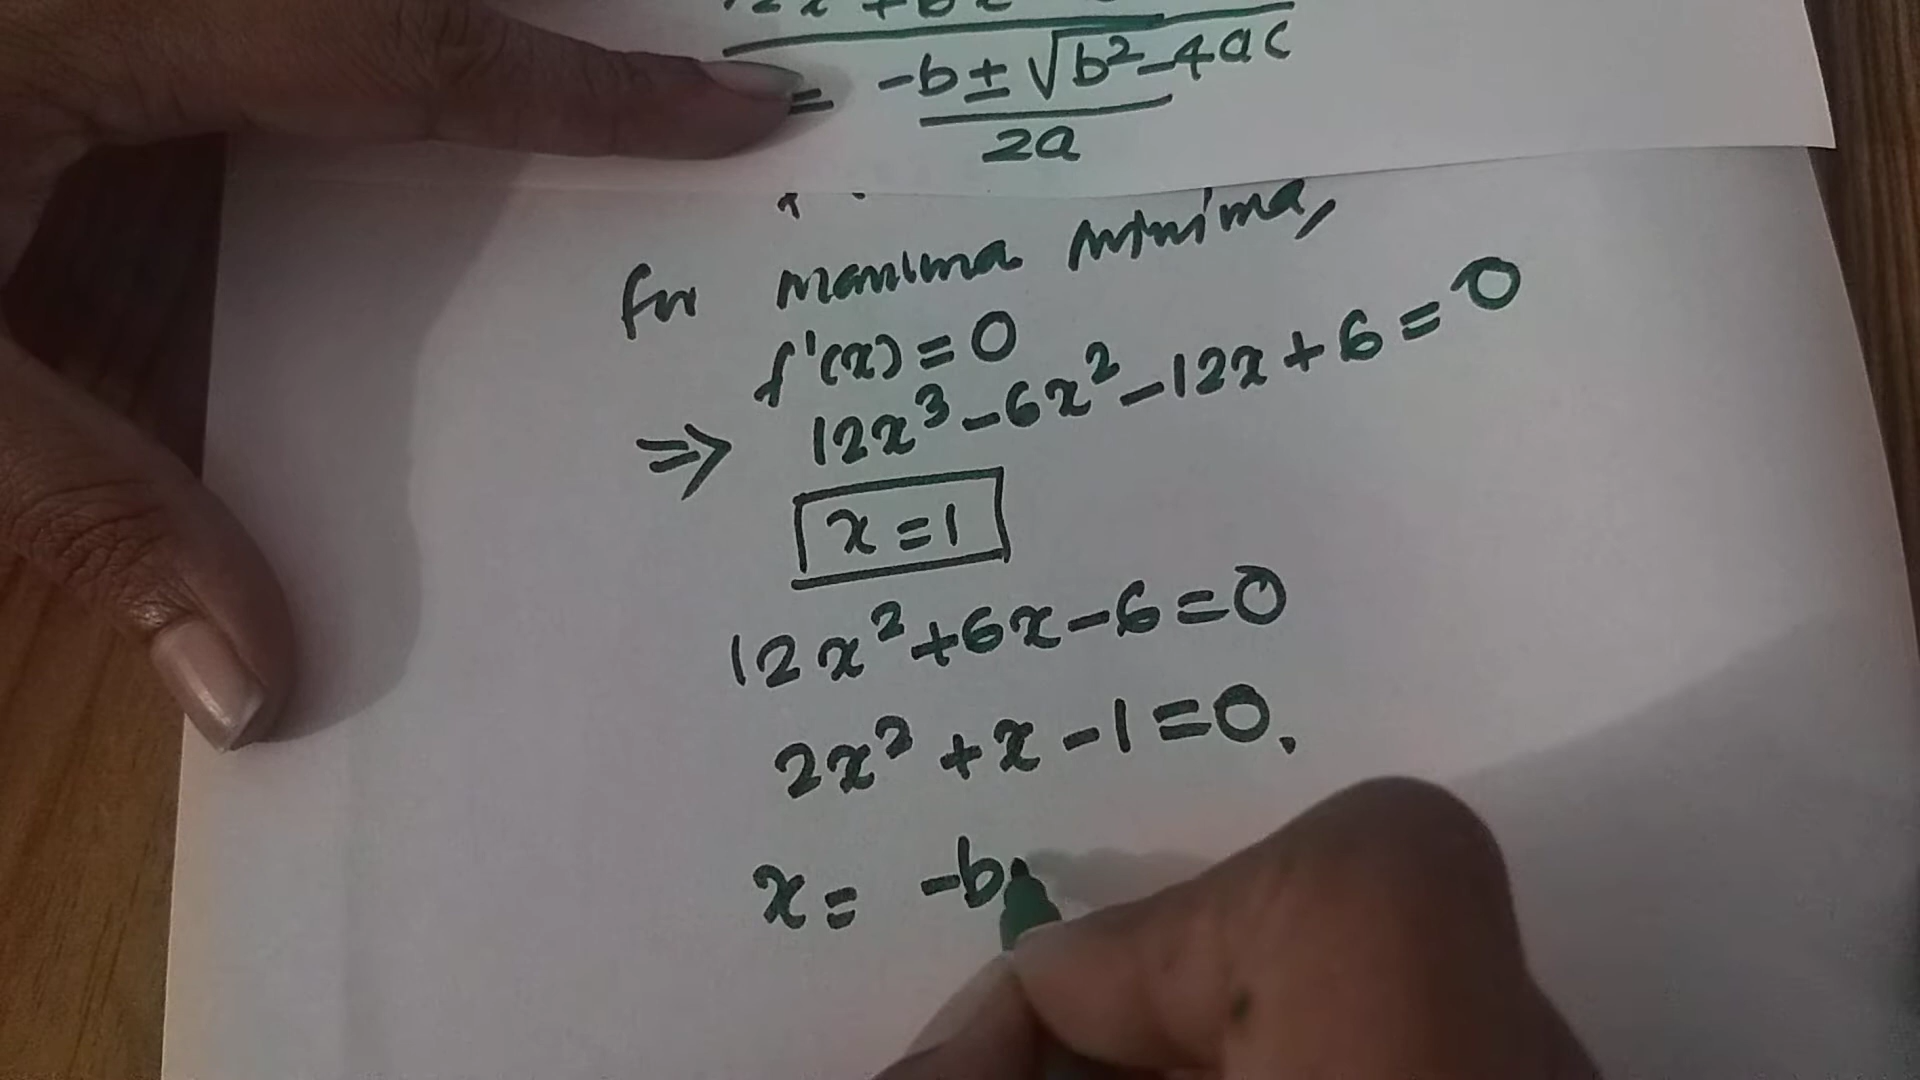 = -b ± √b² - 4ac
2a
for maxima minima,
f'(x) = 0
⇒ 12x³ - 6x² - 12x + 6 = 0
x = 1
12x² + 6x - 6 = 0
2x² + x - 1 = 0.
x = -b